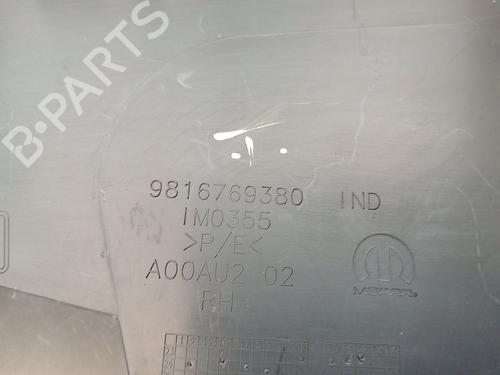 B-PARTS
9816769380 IND
IM0355
>P/E<
A00AU2 02
RH
MOPAR